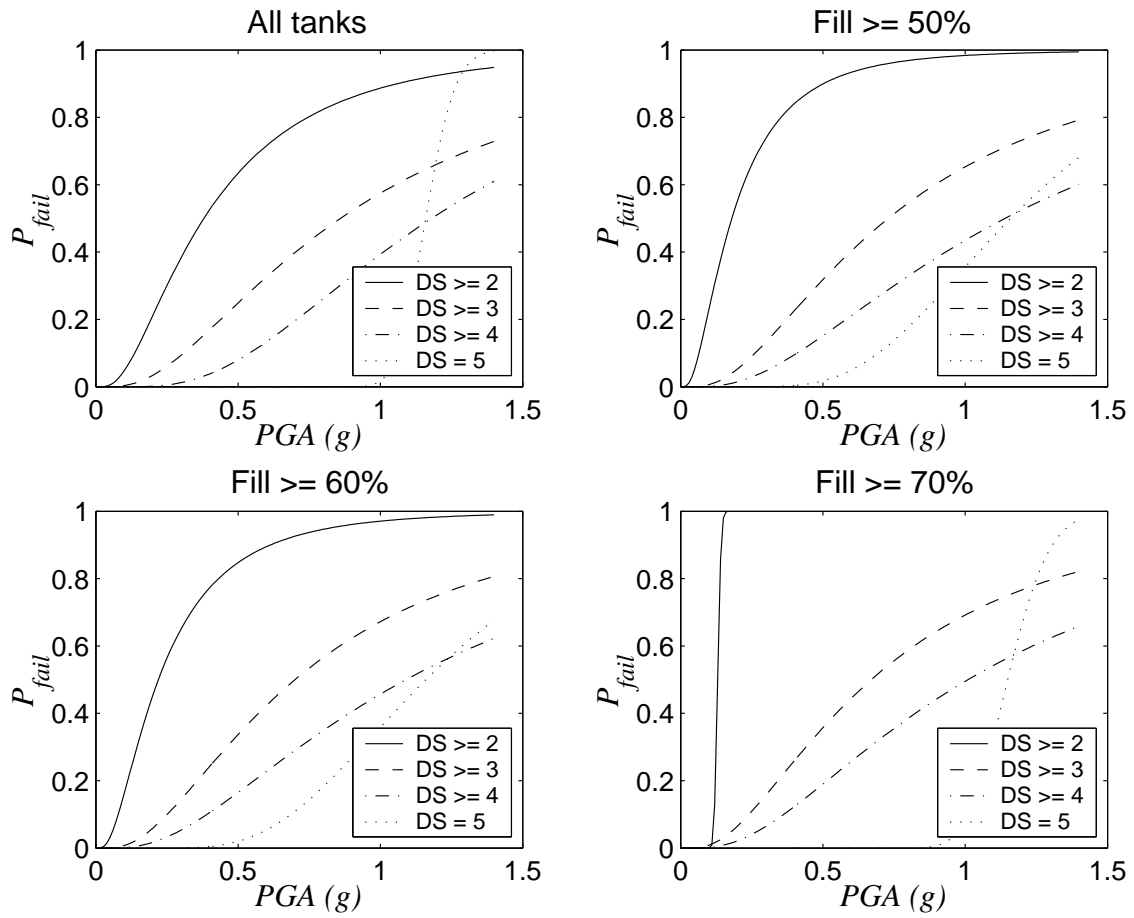 All tanks
1
0.8
0.6
0.4
0.2
0
P_fail
0 0.5 1 1.5
PGA (g)
DS >= 2
DS >= 3
DS >= 4
DS = 5
Fill >= 50%
1
0.8
0.6
0.4
0.2
0
P_fail
0 0.5 1 1.5
PGA (g)
DS >= 2
DS >= 3
DS >= 4
DS = 5
Fill >= 60%
1
0.8
0.6
0.4
0.2
0
P_fail
0 0.5 1 1.5
PGA (g)
DS >= 2
DS >= 3
DS >= 4
DS = 5
Fill >= 70%
1
0.8
0.6
0.4
0.2
0
P_fail
0 0.5 1 1.5
PGA (g)
DS >= 2
DS >= 3
DS >= 4
DS = 5